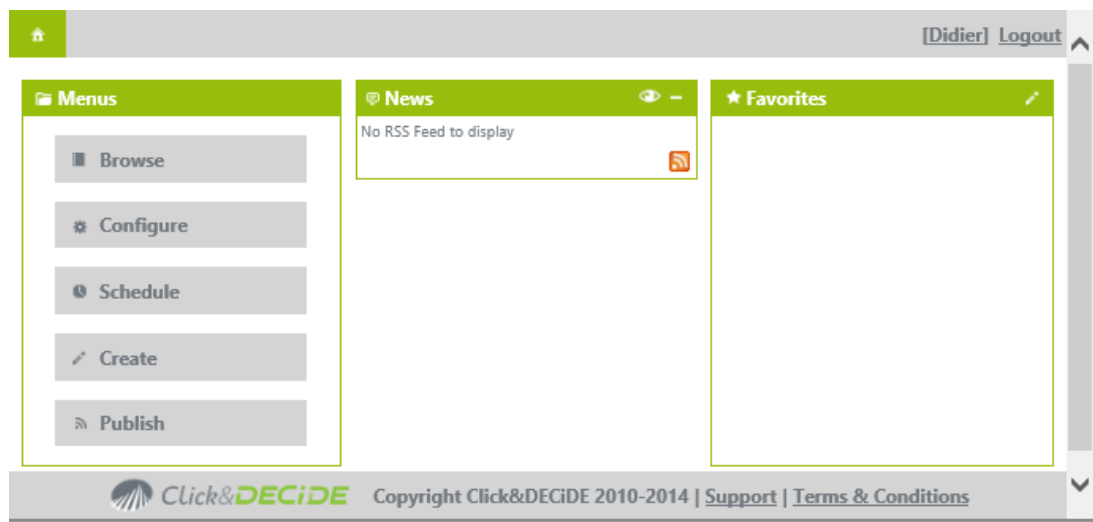 [Didier] Logout
Menus
Browse
Configure
Schedule
Create
Publish
News
No RSS Feed to display
Favorites
Click&DECiDE Copyright Click&DECiDE 2010-2014 | Support | Terms & Conditions